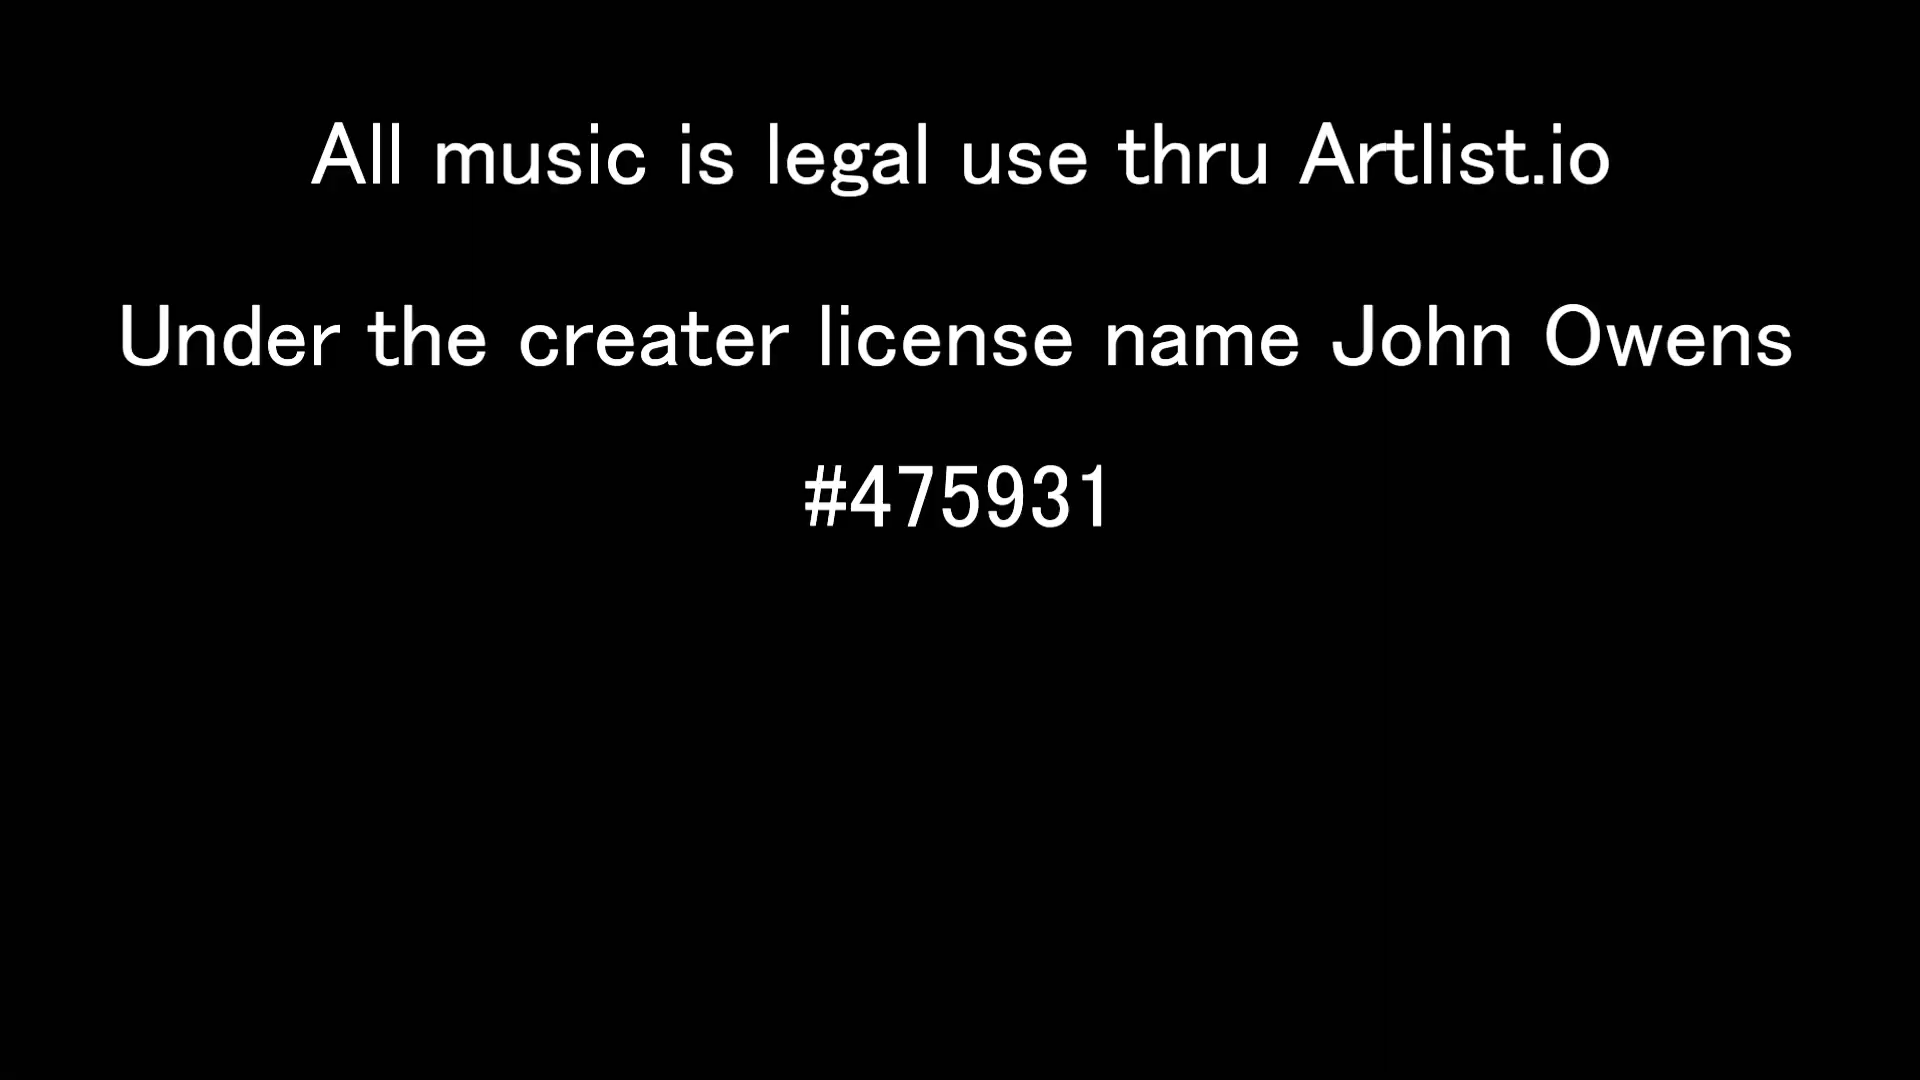 All music is legal use thru Artlist.io
Under the creater license name John Owens
#475931